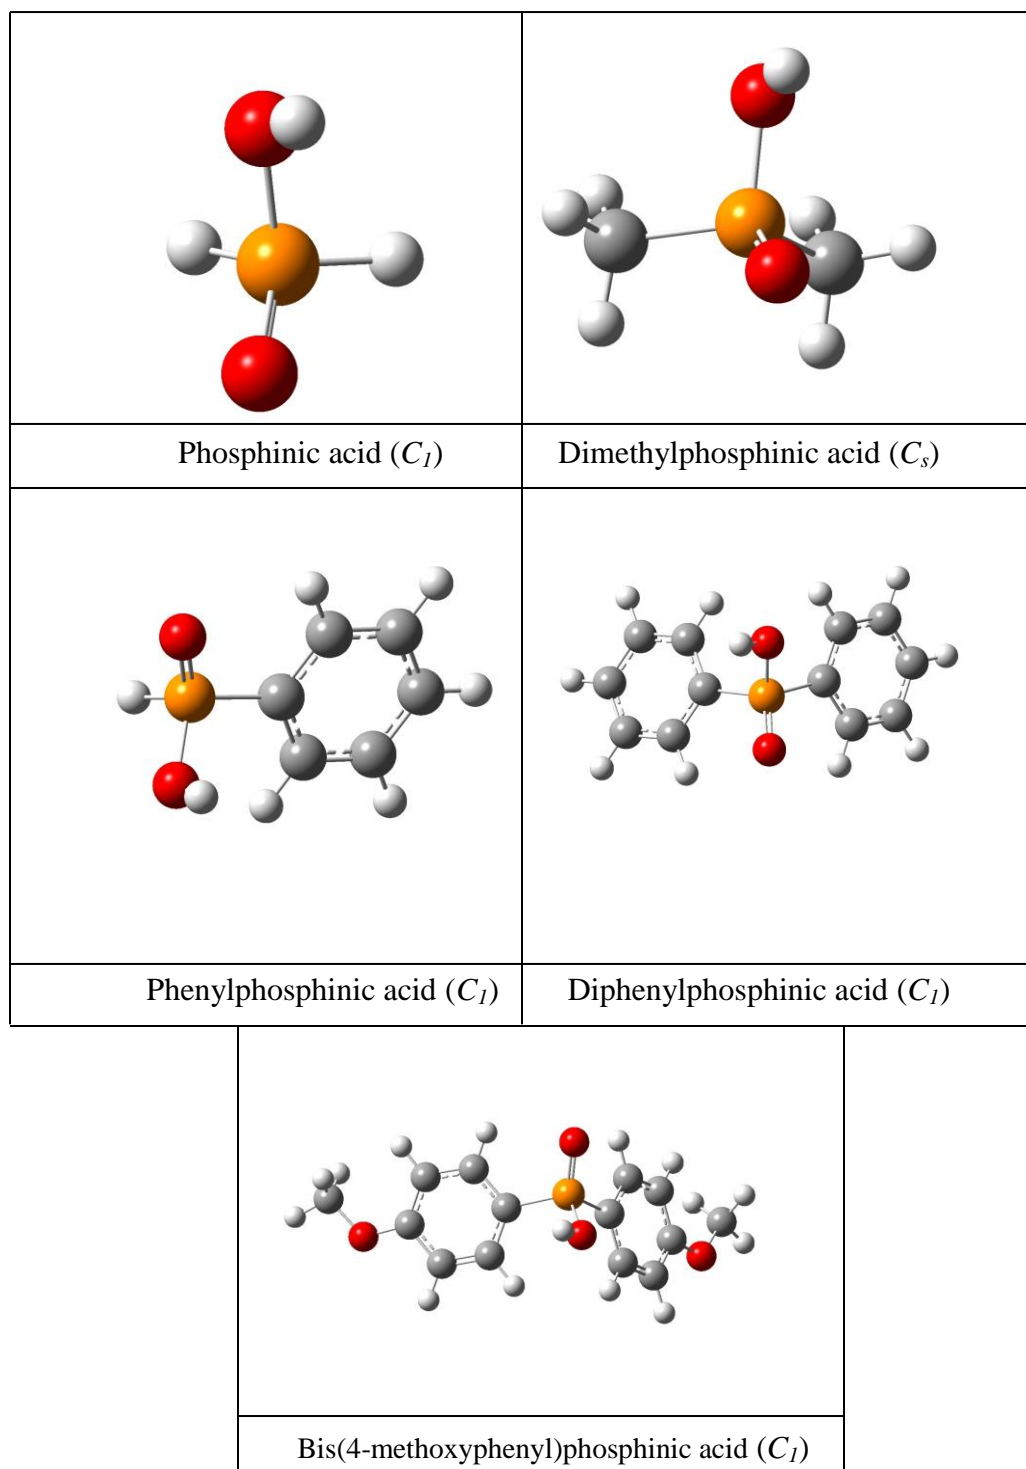 Phosphinic acid (C1)
Dimethylphosphinic acid (Cs)
Phenylphosphinic acid (C1)
Diphenylphosphinic acid (C1)
Bis(4-methoxyphenyl)phosphinic acid (C1)